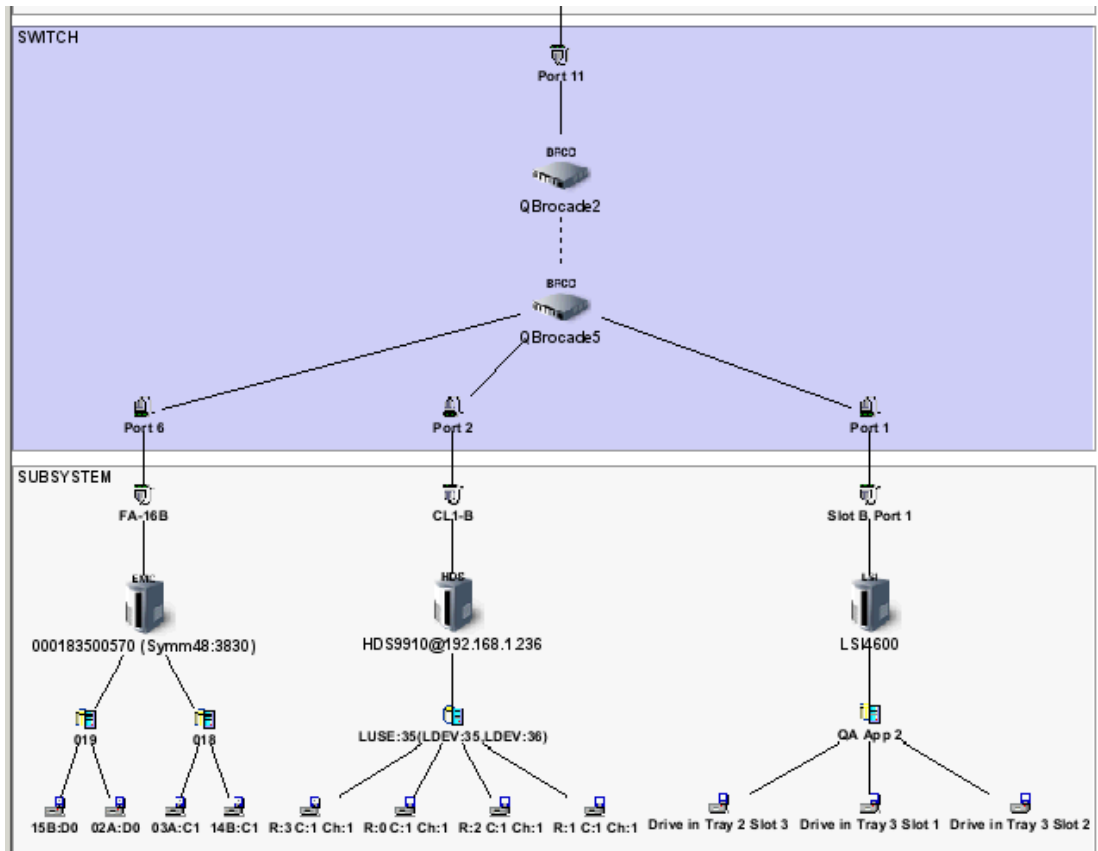 SWITCH
Port 11
BRCD
QBrocade2
BRCD
QBrocade5
Port 6
Port 2
Port 1
SUBSYSTEM
FA-16B
CL1-B
Slot B, Port 1
EMC
HDS
LSI
000183500570 (Symm48:3830)
HDS9910@192.168.1.236
LSI4600
019
018
LUSE:35(LDEV:35,LDEV:36)
QA App 2
15B:D0
02A:D0
03A:C1
14B:C1
R:3 C:1 Ch:1
R:0 C:1 Ch:1
R:2 C:1 Ch:1
R:1 C:1 Ch:1
Drive in Tray 2 Slot 3
Drive in Tray 3 Slot 1
Drive in Tray 3 Slot 2